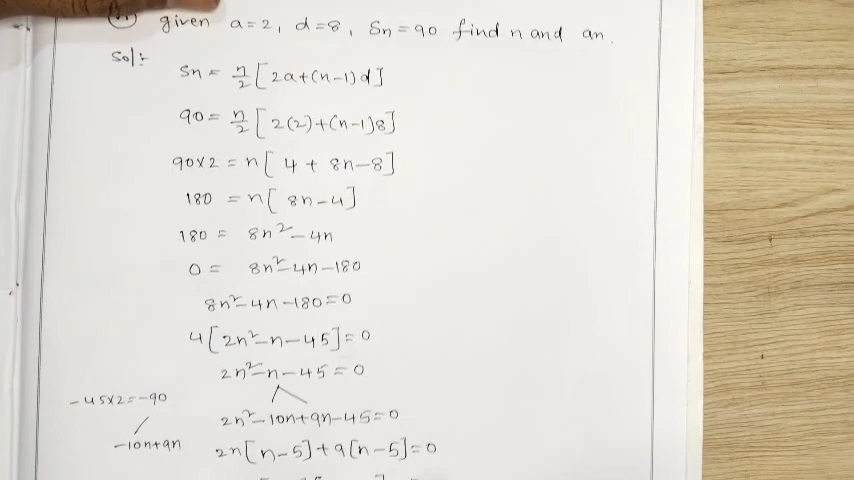 given a=2, d=8, Sn=90 find n and an.
Sol:-
Sn = n/2 [2a+(n-1)d]
90 = n/2 [2(2)+(n-1)8]
90×2 = n[4 + 8n-8]
180 = n[8n-4]
180 = 8n²-4n
0 = 8n²-4n-180
8n²-4n-180=0
4[2n²-n-45]=0
2n²-n-45=0
-45×2=-90
2n²-10n+9n-45=0
-10n+9n
2n[n-5]+9[n-5]=0